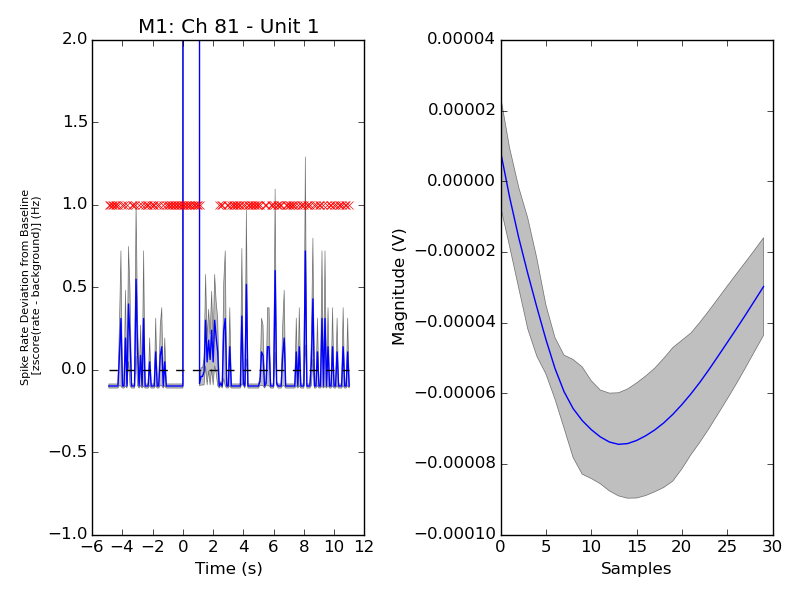 M1: Ch 81 - Unit 1
2.0
1.5
1.0
0.5
0.0
−0.5
−1.0
−6 −4 −2 0 2 4 6 8 10 12
Time (s)
Spike Rate Deviation from Baseline
[zscore(rate - background)] (Hz)
0.00004
0.00002
0.00000
−0.00002
−0.00004
−0.00006
−0.00008
−0.00010
0 5 10 15 20 25 30
Samples
Magnitude (V)